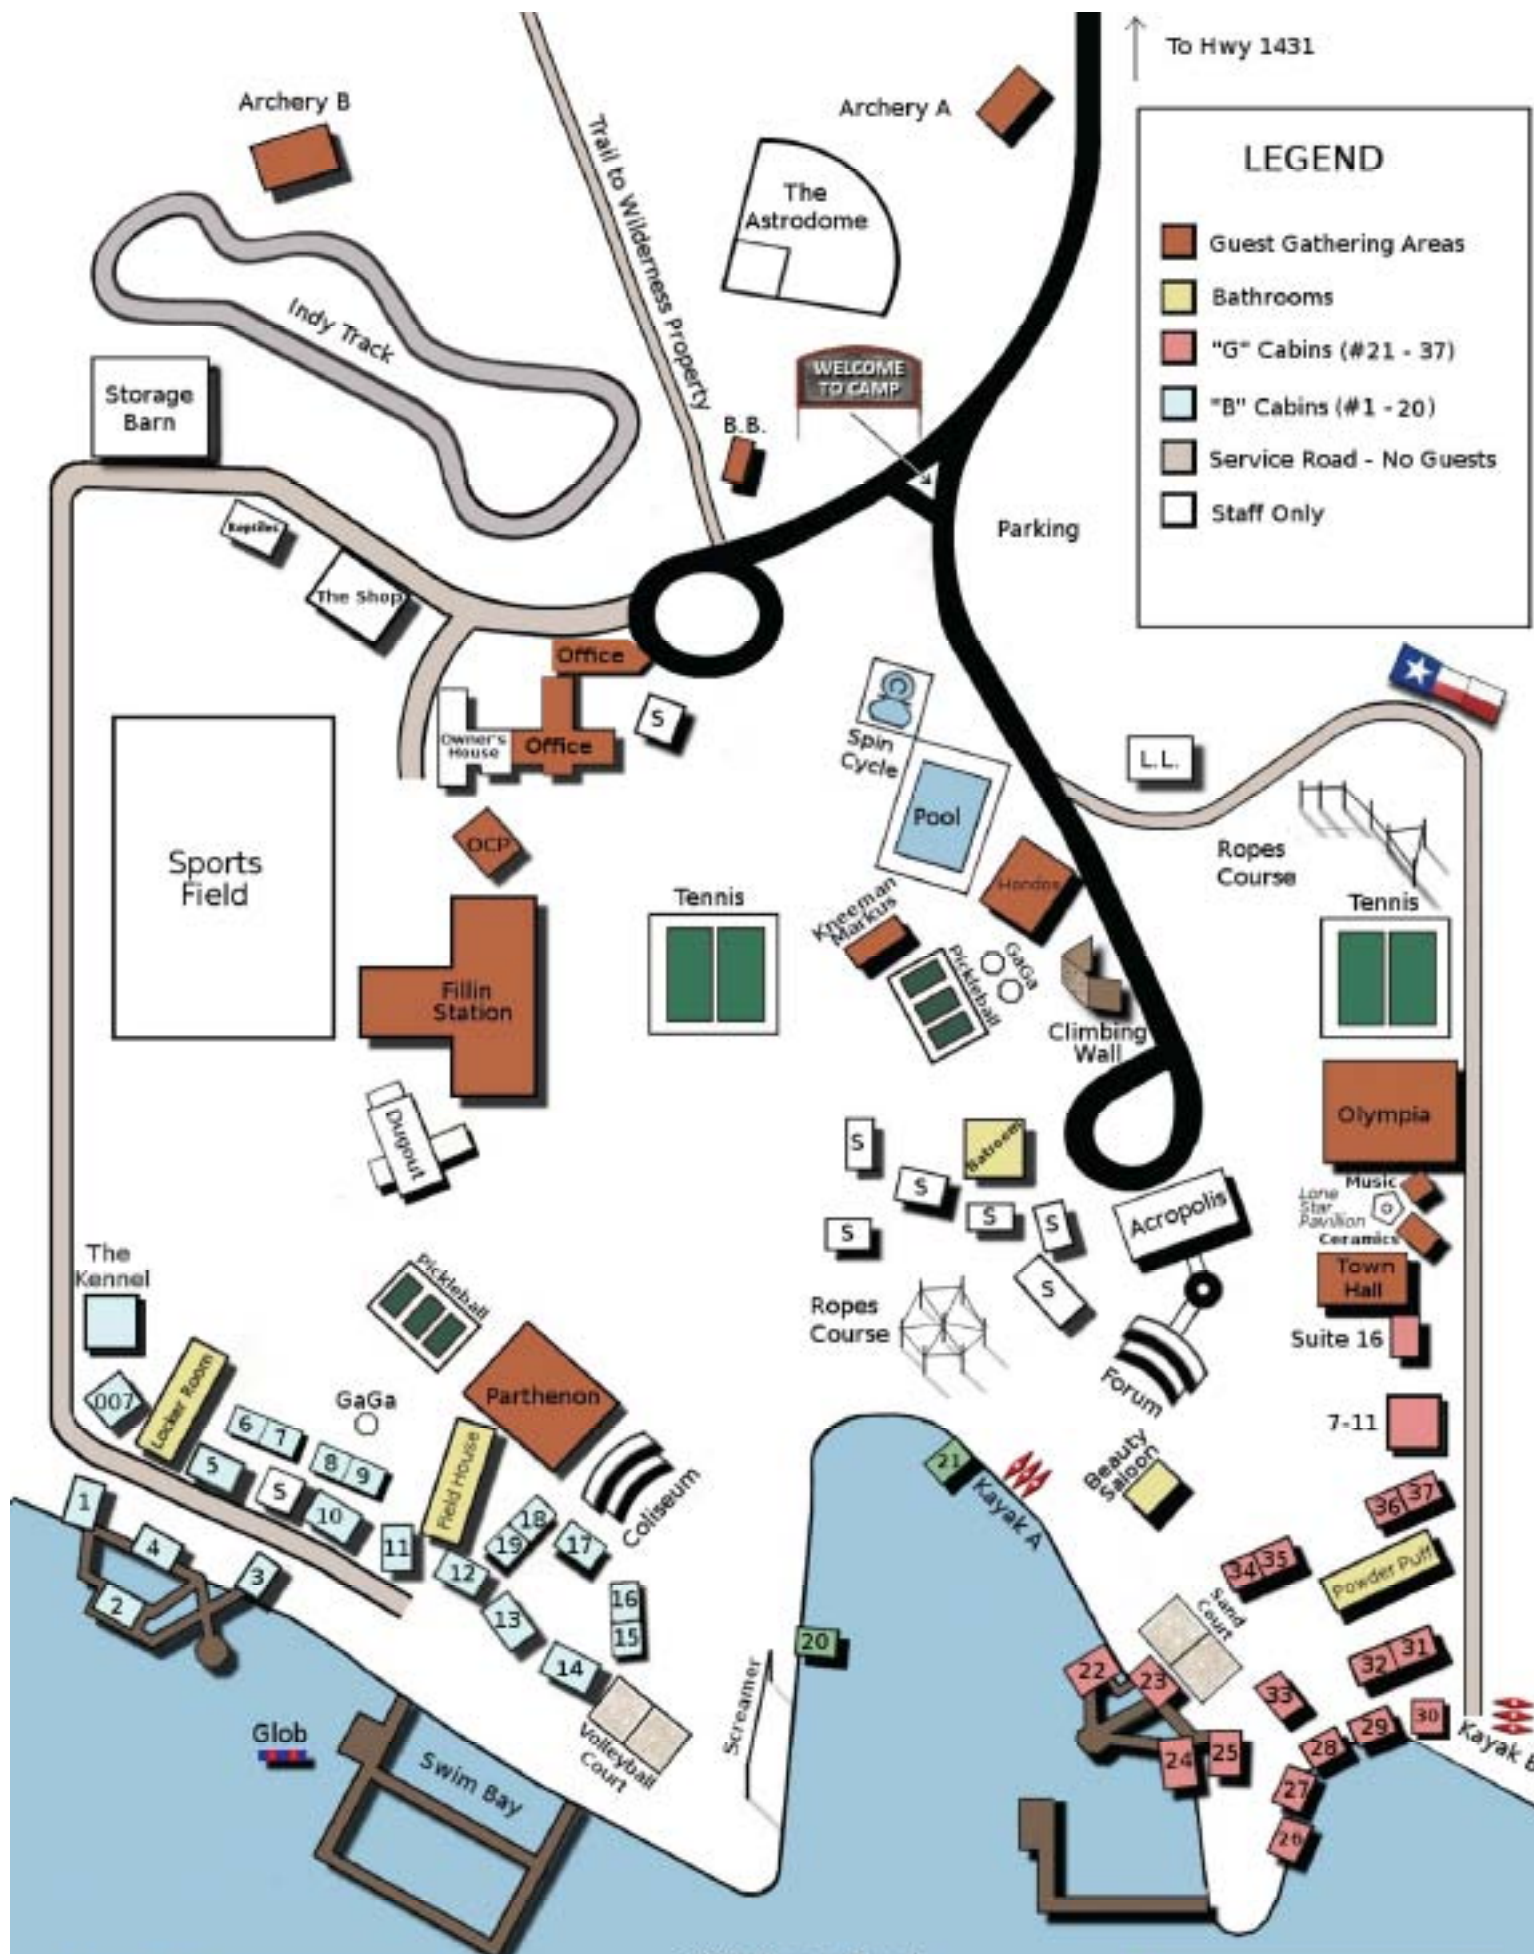 To Hwy 1431
Archery B
Archery A
LEGEND
Guest Gathering Areas
Bathrooms
"G" Cabins (#21 - 37)
"B" Cabins (#1 - 20)
Service Road - No Guests
Staff Only
Trail to Wilderness Property
The
Astrodome
Indy Track
WELCOME
TO CAMP
Storage
Barn
B.B.
Parking
Reptiles
The Shop
Office
S
Owner's
House
Office
Spin
Cycle
L.L.
Pool
OCP
Sports
Field
Ropes
Course
Hondos
Tennis
Kneeman
Markus
Tennis
GaGa
Pickleball
Fillin
Station
Climbing
Wall
Olympia
Dugout
S
Batroom
S
S
S
S
S
Acropolis
Music
Lone
Star
Pavilion
Ceramics
Town
Hall
Suite 16
The
Kennel
Pickleball
Ropes
Course
Forum
007
Locker Room
GaGa
Parthenon
7-11
6
7
8
9
5
S
10
11
Field House
Coliseum
21
Kayak A
Beauty
Saloon
36
37
1
4
3
2
12
13
14
18
19
17
16
15
20
34
35
Powder Puff
Sand
Court
22
23
24
25
33
32
31
30
29
28
27
26
Kayak B
Screamer
Volleyball
Court
Glob
Swim Bay